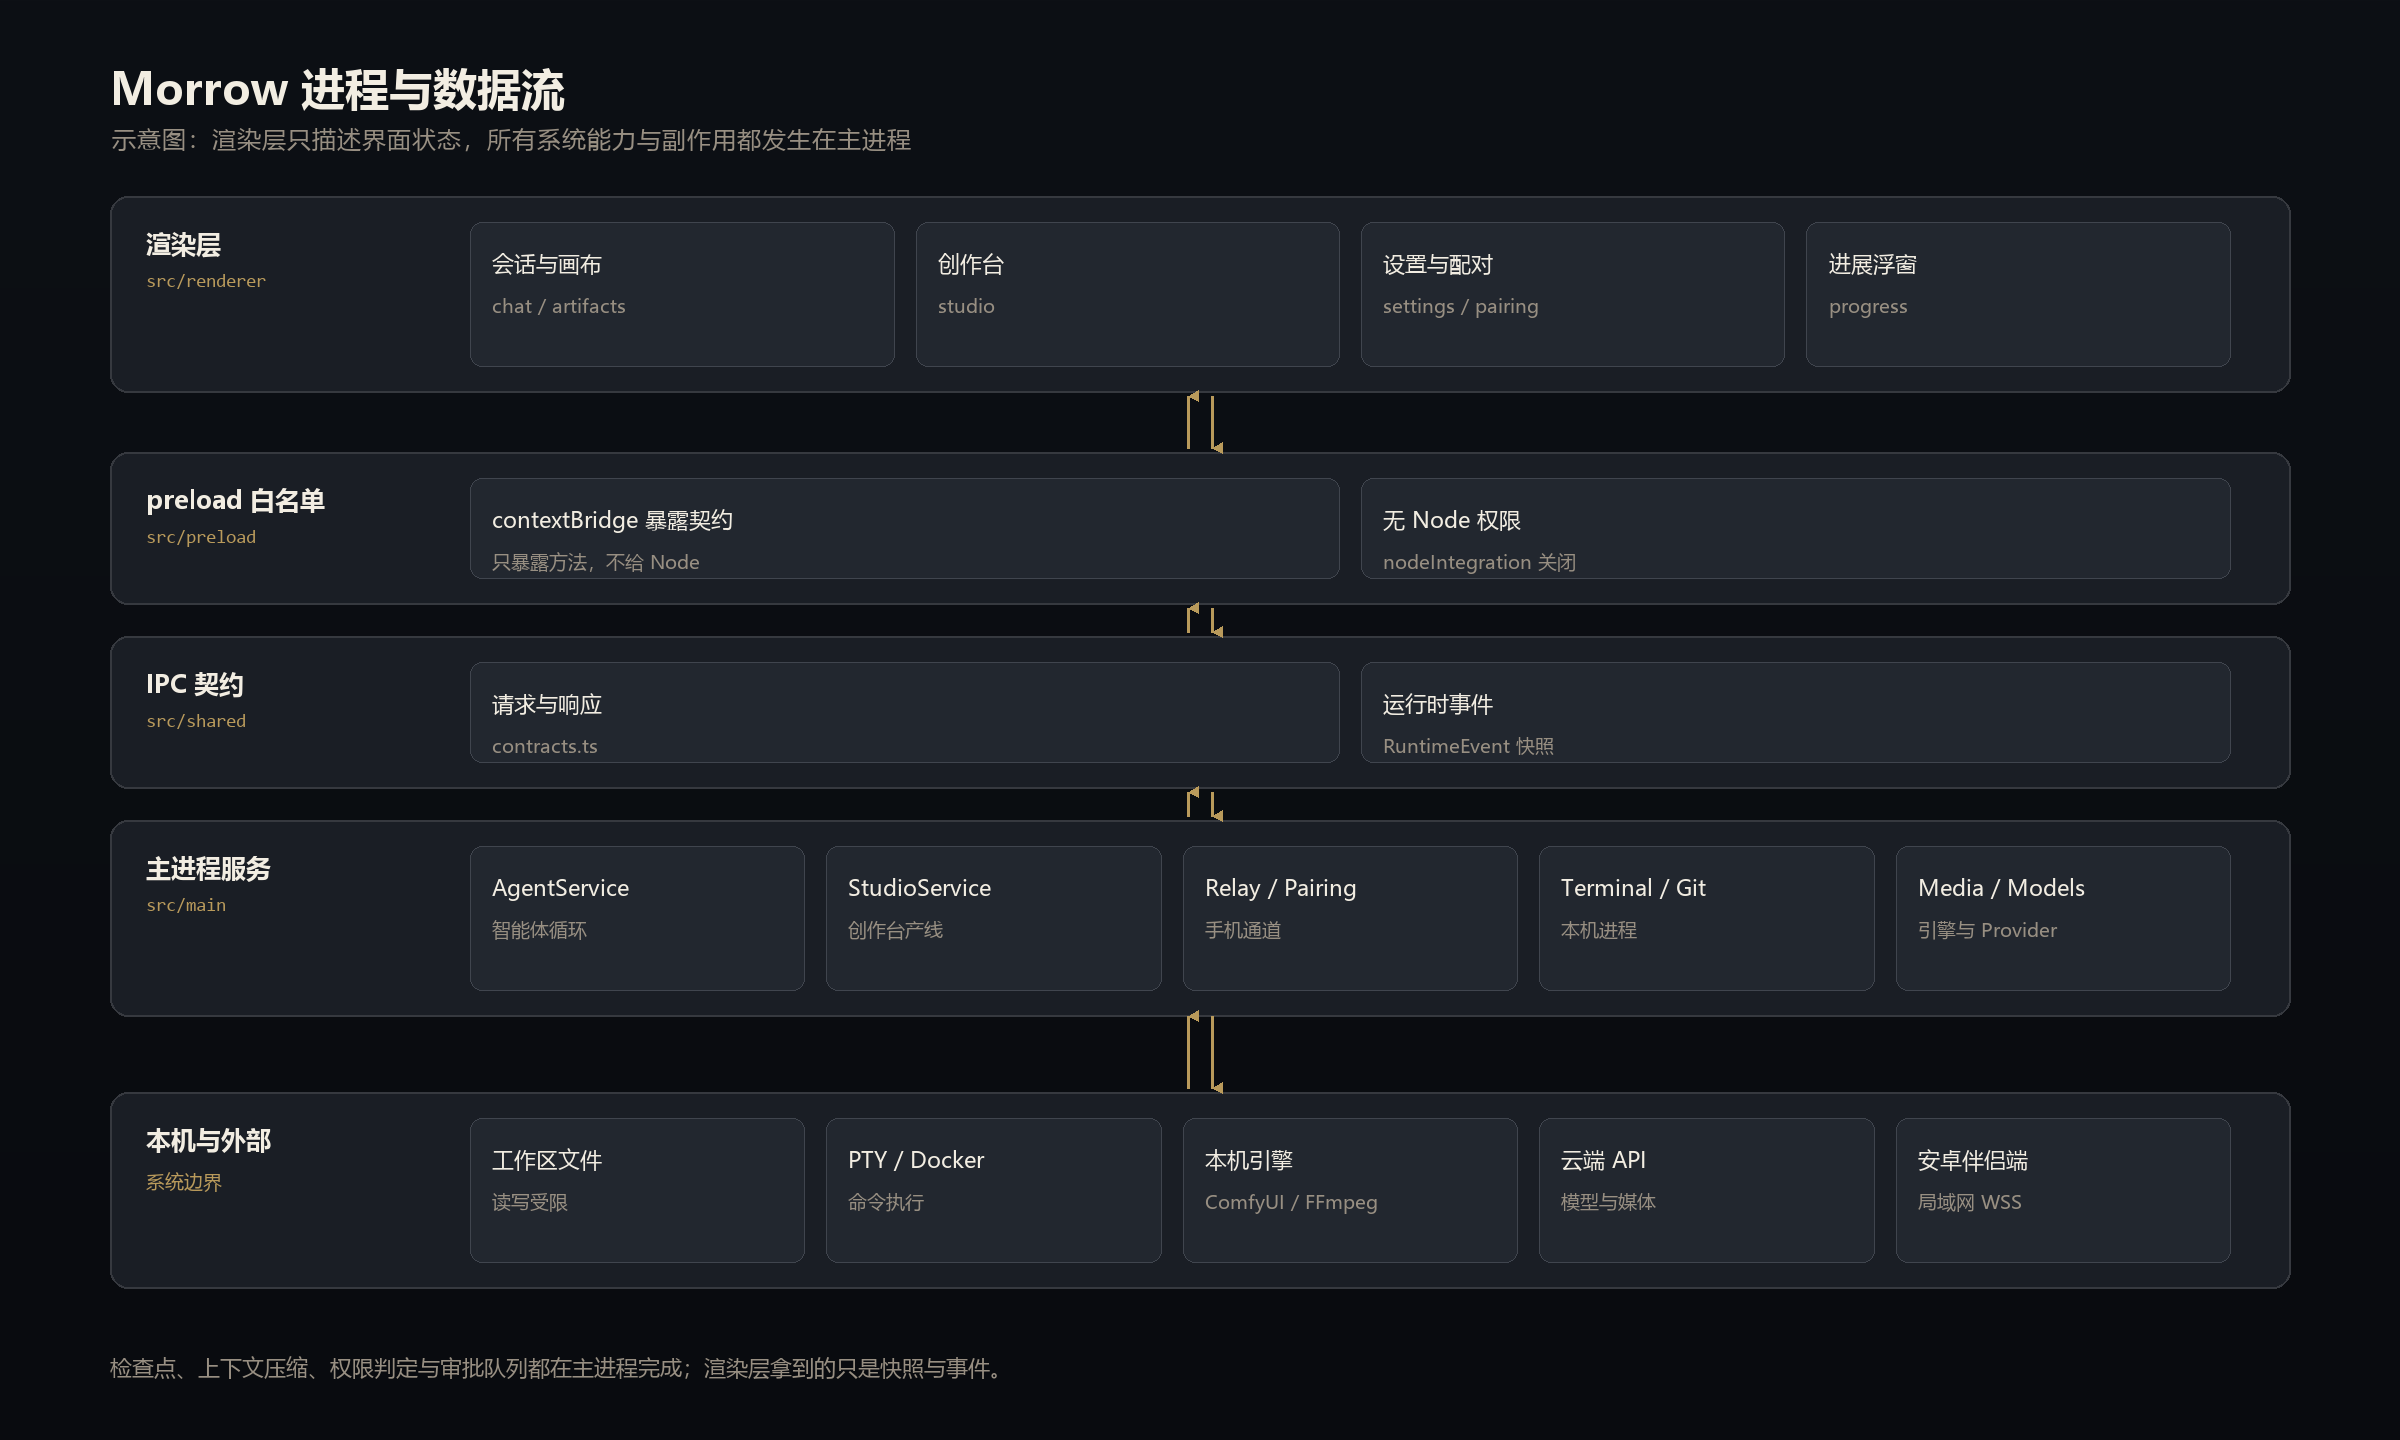 Morrow 进程与数据流
示意图：渲染层只描述界面状态，所有系统能力与副作用都发生在主进程
渲染层
src/renderer
会话与画布
chat / artifacts
创作台
studio
设置与配对
settings / pairing
进展浮窗
progress
preload 白名单
src/preload
contextBridge 暴露契约
只暴露方法，不给 Node
无 Node 权限
nodeIntegration 关闭
IPC 契约
src/shared
请求与响应
contracts.ts
运行时事件
RuntimeEvent 快照
主进程服务
src/main
AgentService
智能体循环
StudioService
创作台产线
Relay / Pairing
手机通道
Terminal / Git
本机进程
Media / Models
引擎与 Provider
本机与外部
系统边界
工作区文件
读写受限
PTY / Docker
命令执行
本机引擎
ComfyUI / FFmpeg
云端 API
模型与媒体
安卓伴侣端
局域网 WSS
检查点、上下文压缩、权限判定与审批队列都在主进程完成；渲染层拿到的只是快照与事件。